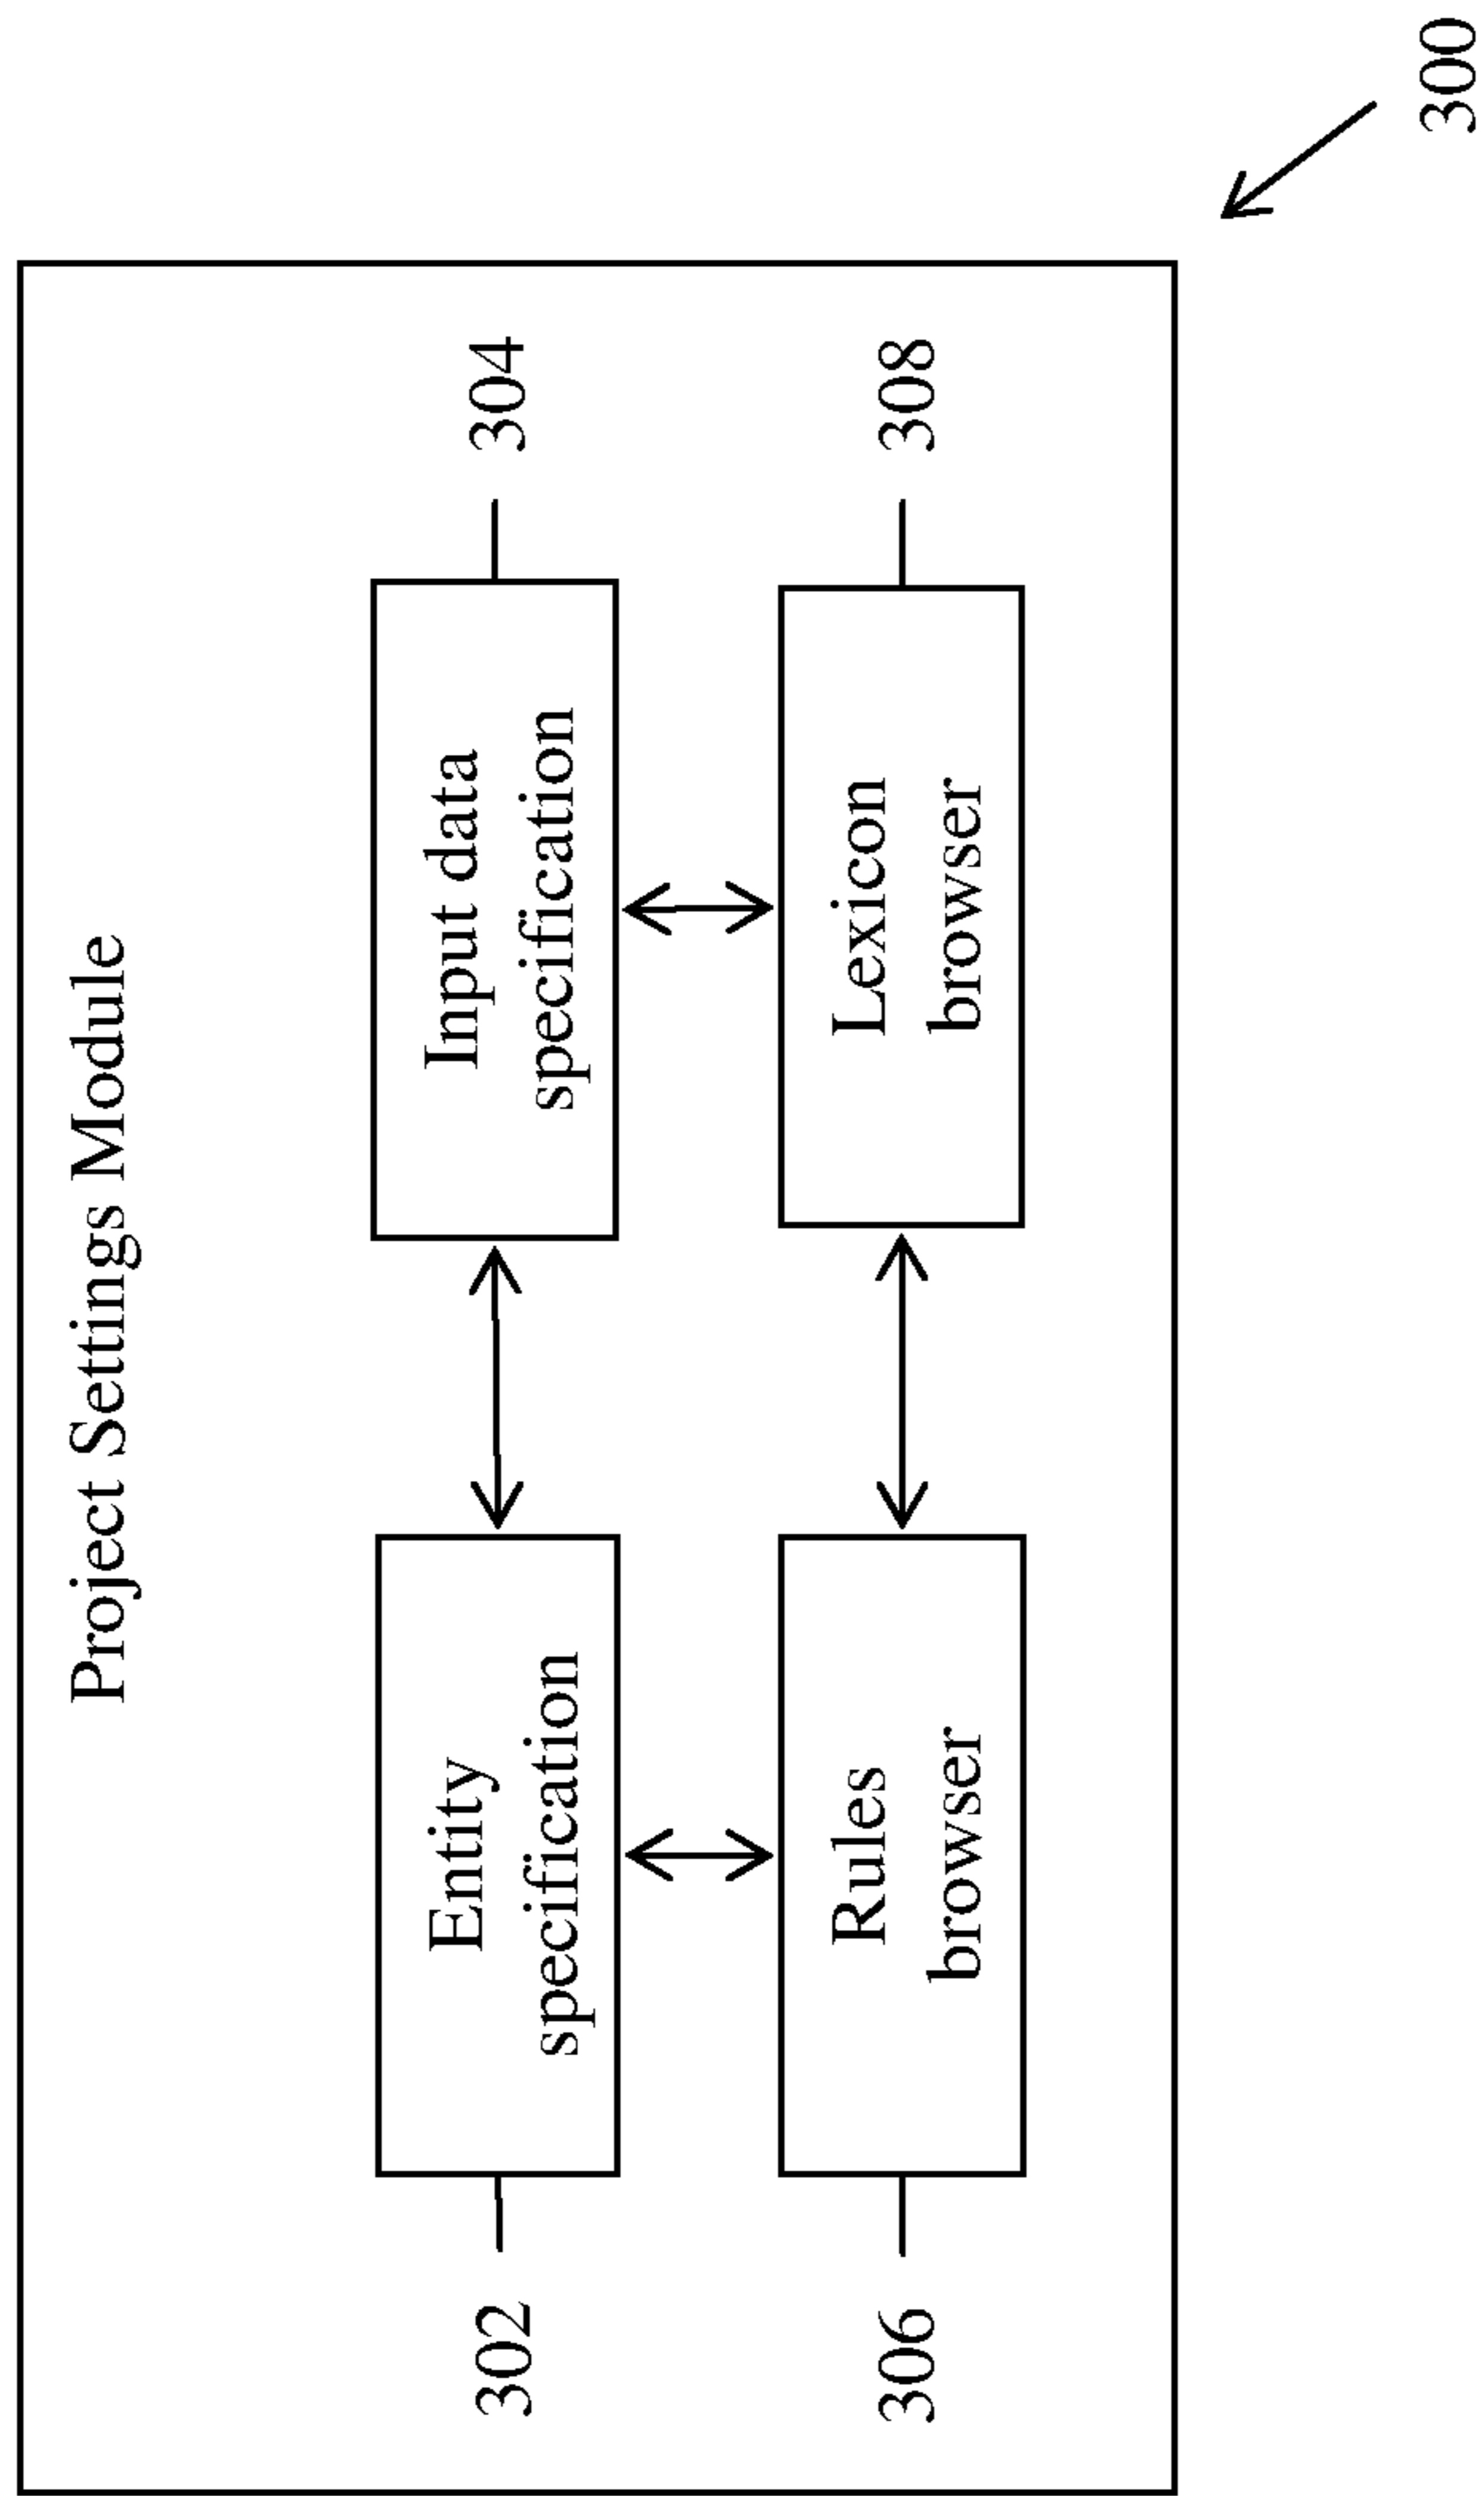 300
Project Settings Module
302
Entity
specification
Input data
specification
304
306
Rules
browser
Lexicon
browser
308